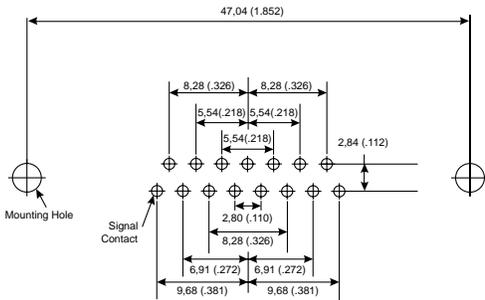 47,04 (1.852)
8,28 (.326) 8,28 (.326)
5,54(.218) 5,54(.218)
5,54(.218)
2,84 (.112)
Mounting Hole
Signal
Contact
2,80 (.110)
8,28 (.326)
6,91 (.272) 6,91 (.272)
9,68 (.381) 9,68 (.381)